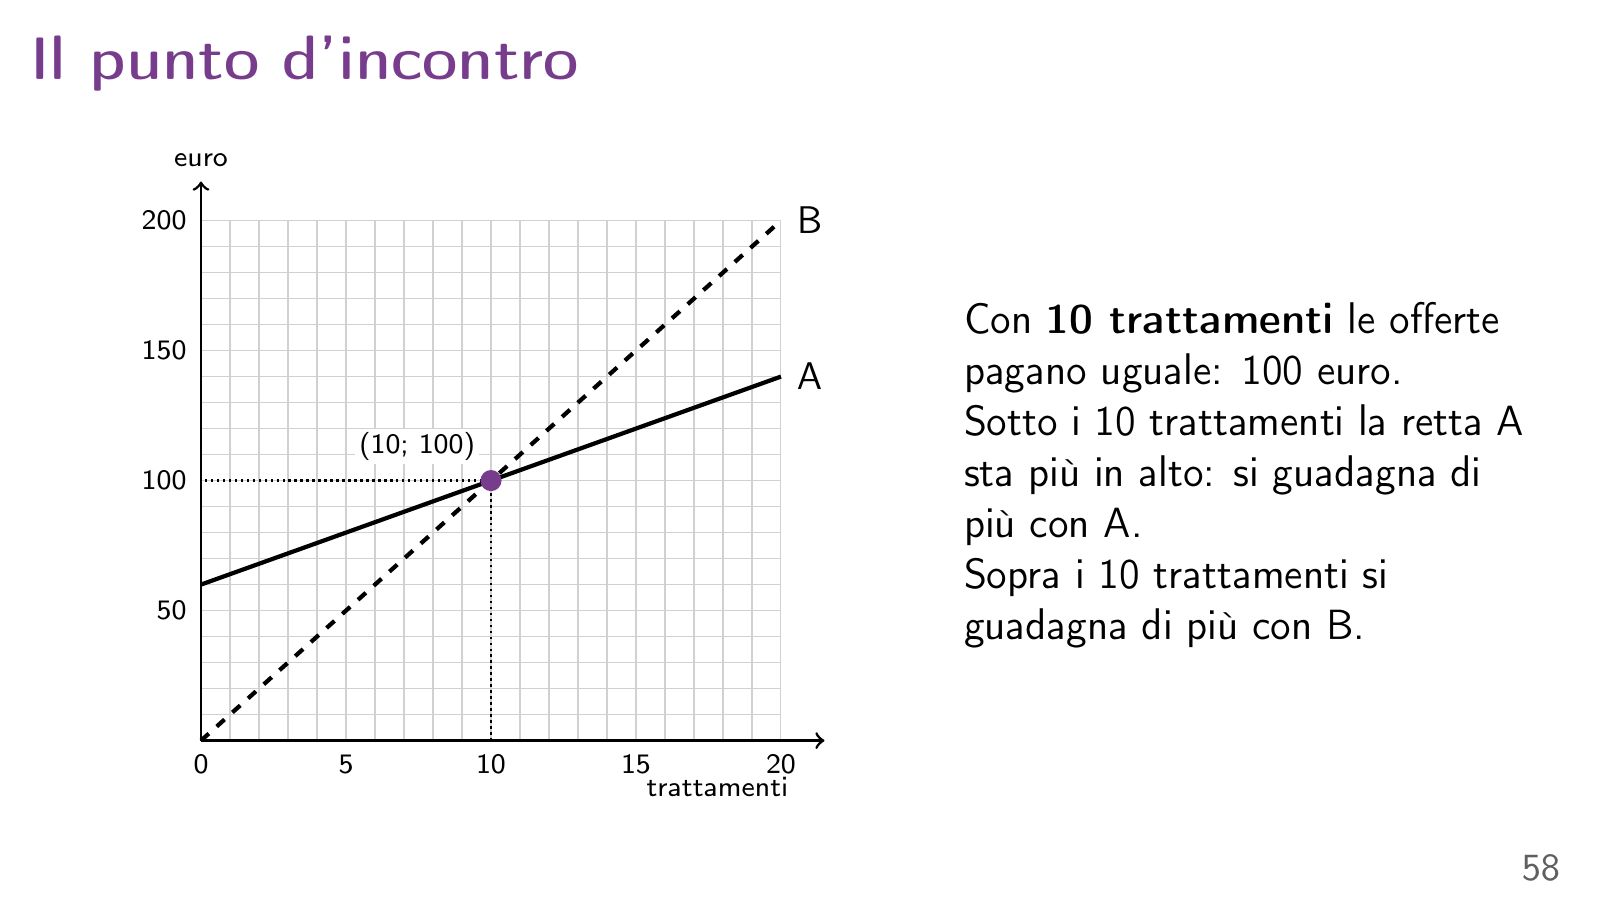 Il punto d'incontro
euro
200
150
100
50
B
A
(10; 100)
0 5 10 15 20
trattamenti
Con 10 trattamenti le offerte
pagano uguale: 100 euro.
Sotto i 10 trattamenti la retta A
sta più in alto: si guadagna di
più con A.
Sopra i 10 trattamenti si
guadagna di più con B.
58